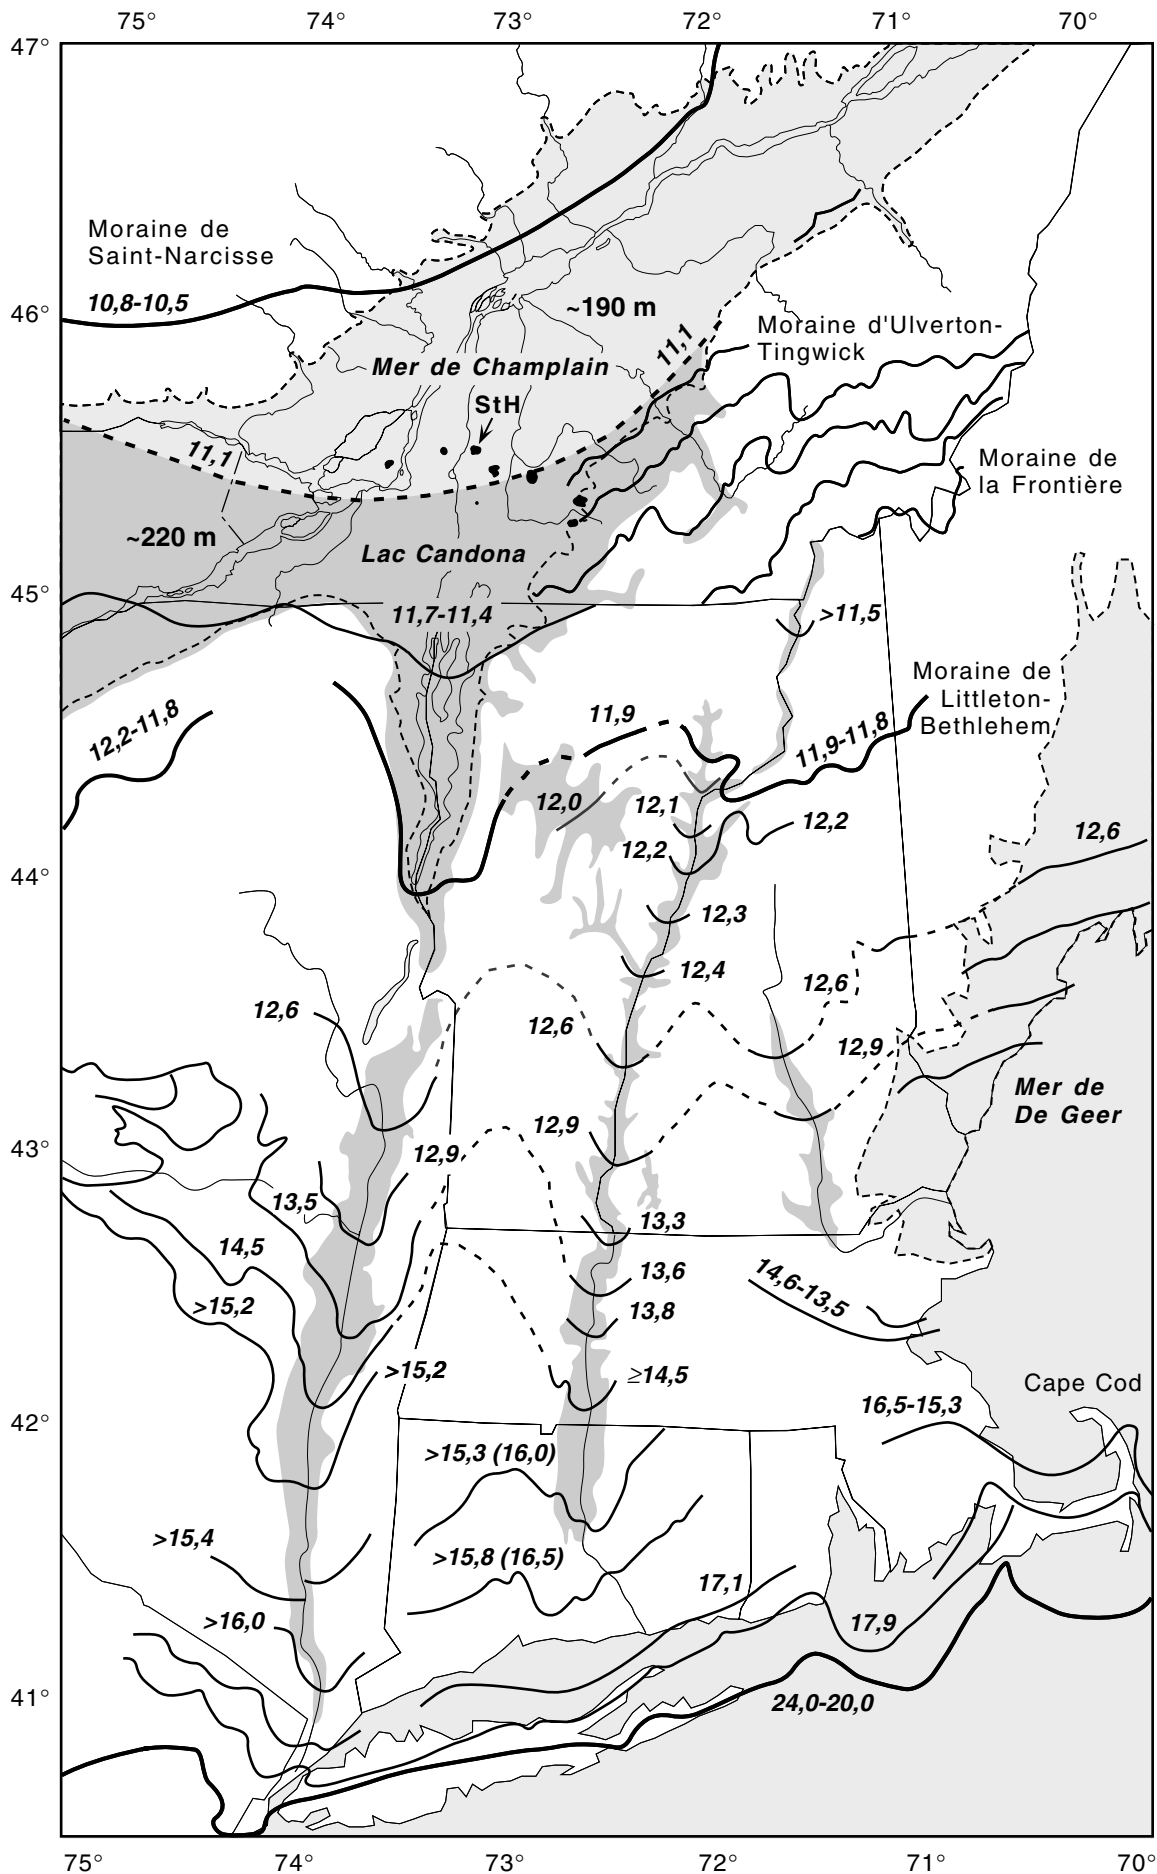 75° 74° 73° 72° 71° 70°
47°
Moraine de
Saint-Narcisse
10,8-10,5
46°
~190 m
Moraine d'Ulverton-
Tingwick
11,1
Mer de Champlain
StH
11,1
Moraine de
la Frontière
~220 m
Lac Candona
45°
11,7-11,4
>11,5
Moraine de
Littleton-
Bethlehem
12,2-11,8
11,9
11,9-11,8
12,0
12,1
12,2
12,2
12,6
44°
12,3
12,4
12,6
12,6
12,6
12,9
Mer de
De Geer
43°
12,9
12,9
13,5
13,3
14,5
13,6
14,6-13,5
>15,2
13,8
>15,2
≥14,5
Cape Cod
42°
16,5-15,3
>15,3 (16,0)
>15,4
>15,8 (16,5)
17,1
>16,0
17,9
41°
24,0-20,0
75° 74° 73° 72° 71° 70°